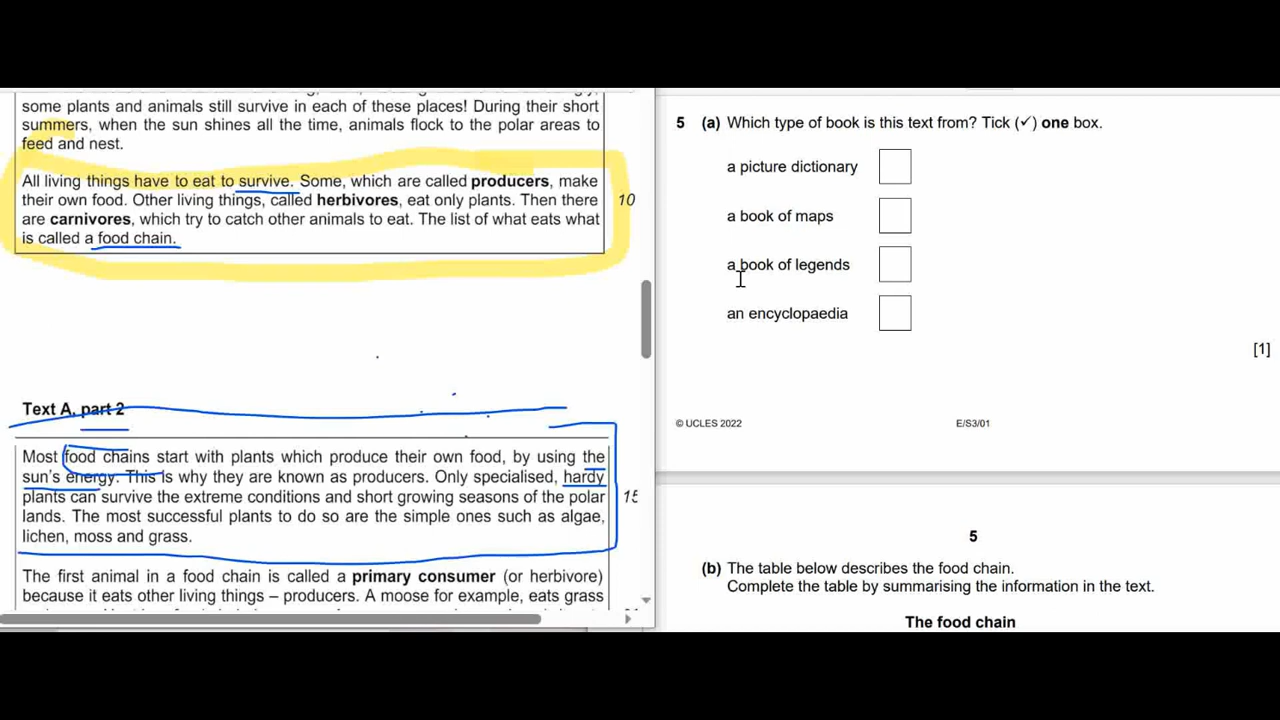 some plants and animals still survive in each of these places! During their short
summers, when the sun shines all the time, animals flock to the polar areas to
feed and nest.
All living things have to eat to survive. Some, which are called producers, make
their own food. Other living things, called herbivores, eat only plants. Then there
are carnivores, which try to catch other animals to eat. The list of what eats what
is called a food chain.
10
Text A, part 2
Most food chains start with plants which produce their own food, by using the
sun's energy. This is why they are known as producers. Only specialised, hardy
plants can survive the extreme conditions and short growing seasons of the polar
lands. The most successful plants to do so are the simple ones such as algae,
lichen, moss and grass.
15
The first animal in a food chain is called a primary consumer (or herbivore)
because it eats other living things – producers. A moose for example, eats grass
5 (a) Which type of book is this text from? Tick (✓) one box.
a picture dictionary
a book of maps
a book of legends
an encyclopaedia
[1]
© UCLES 2022
E/S3/01
5
(b) The table below describes the food chain.
Complete the table by summarising the information in the text.
The food chain